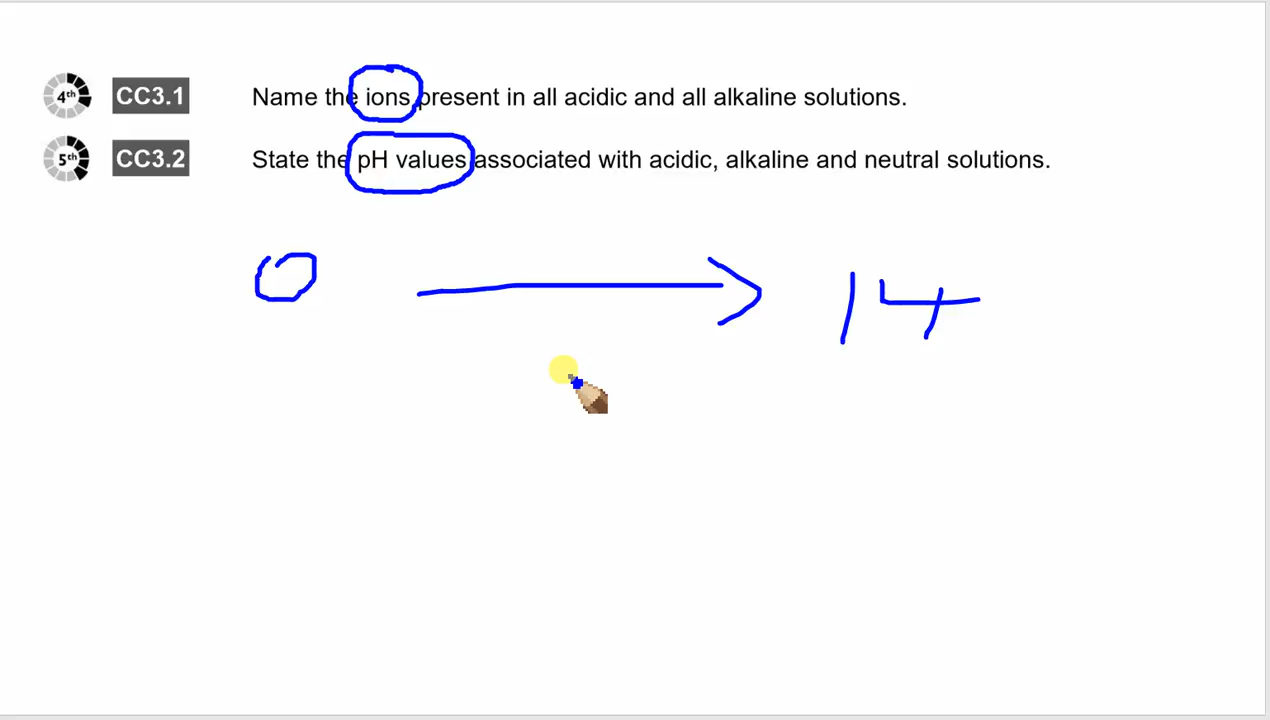 4th CC3.1 Name the ions present in all acidic and all alkaline solutions.
5th CC3.2 State the pH values associated with acidic, alkaline and neutral solutions.
0 → 14